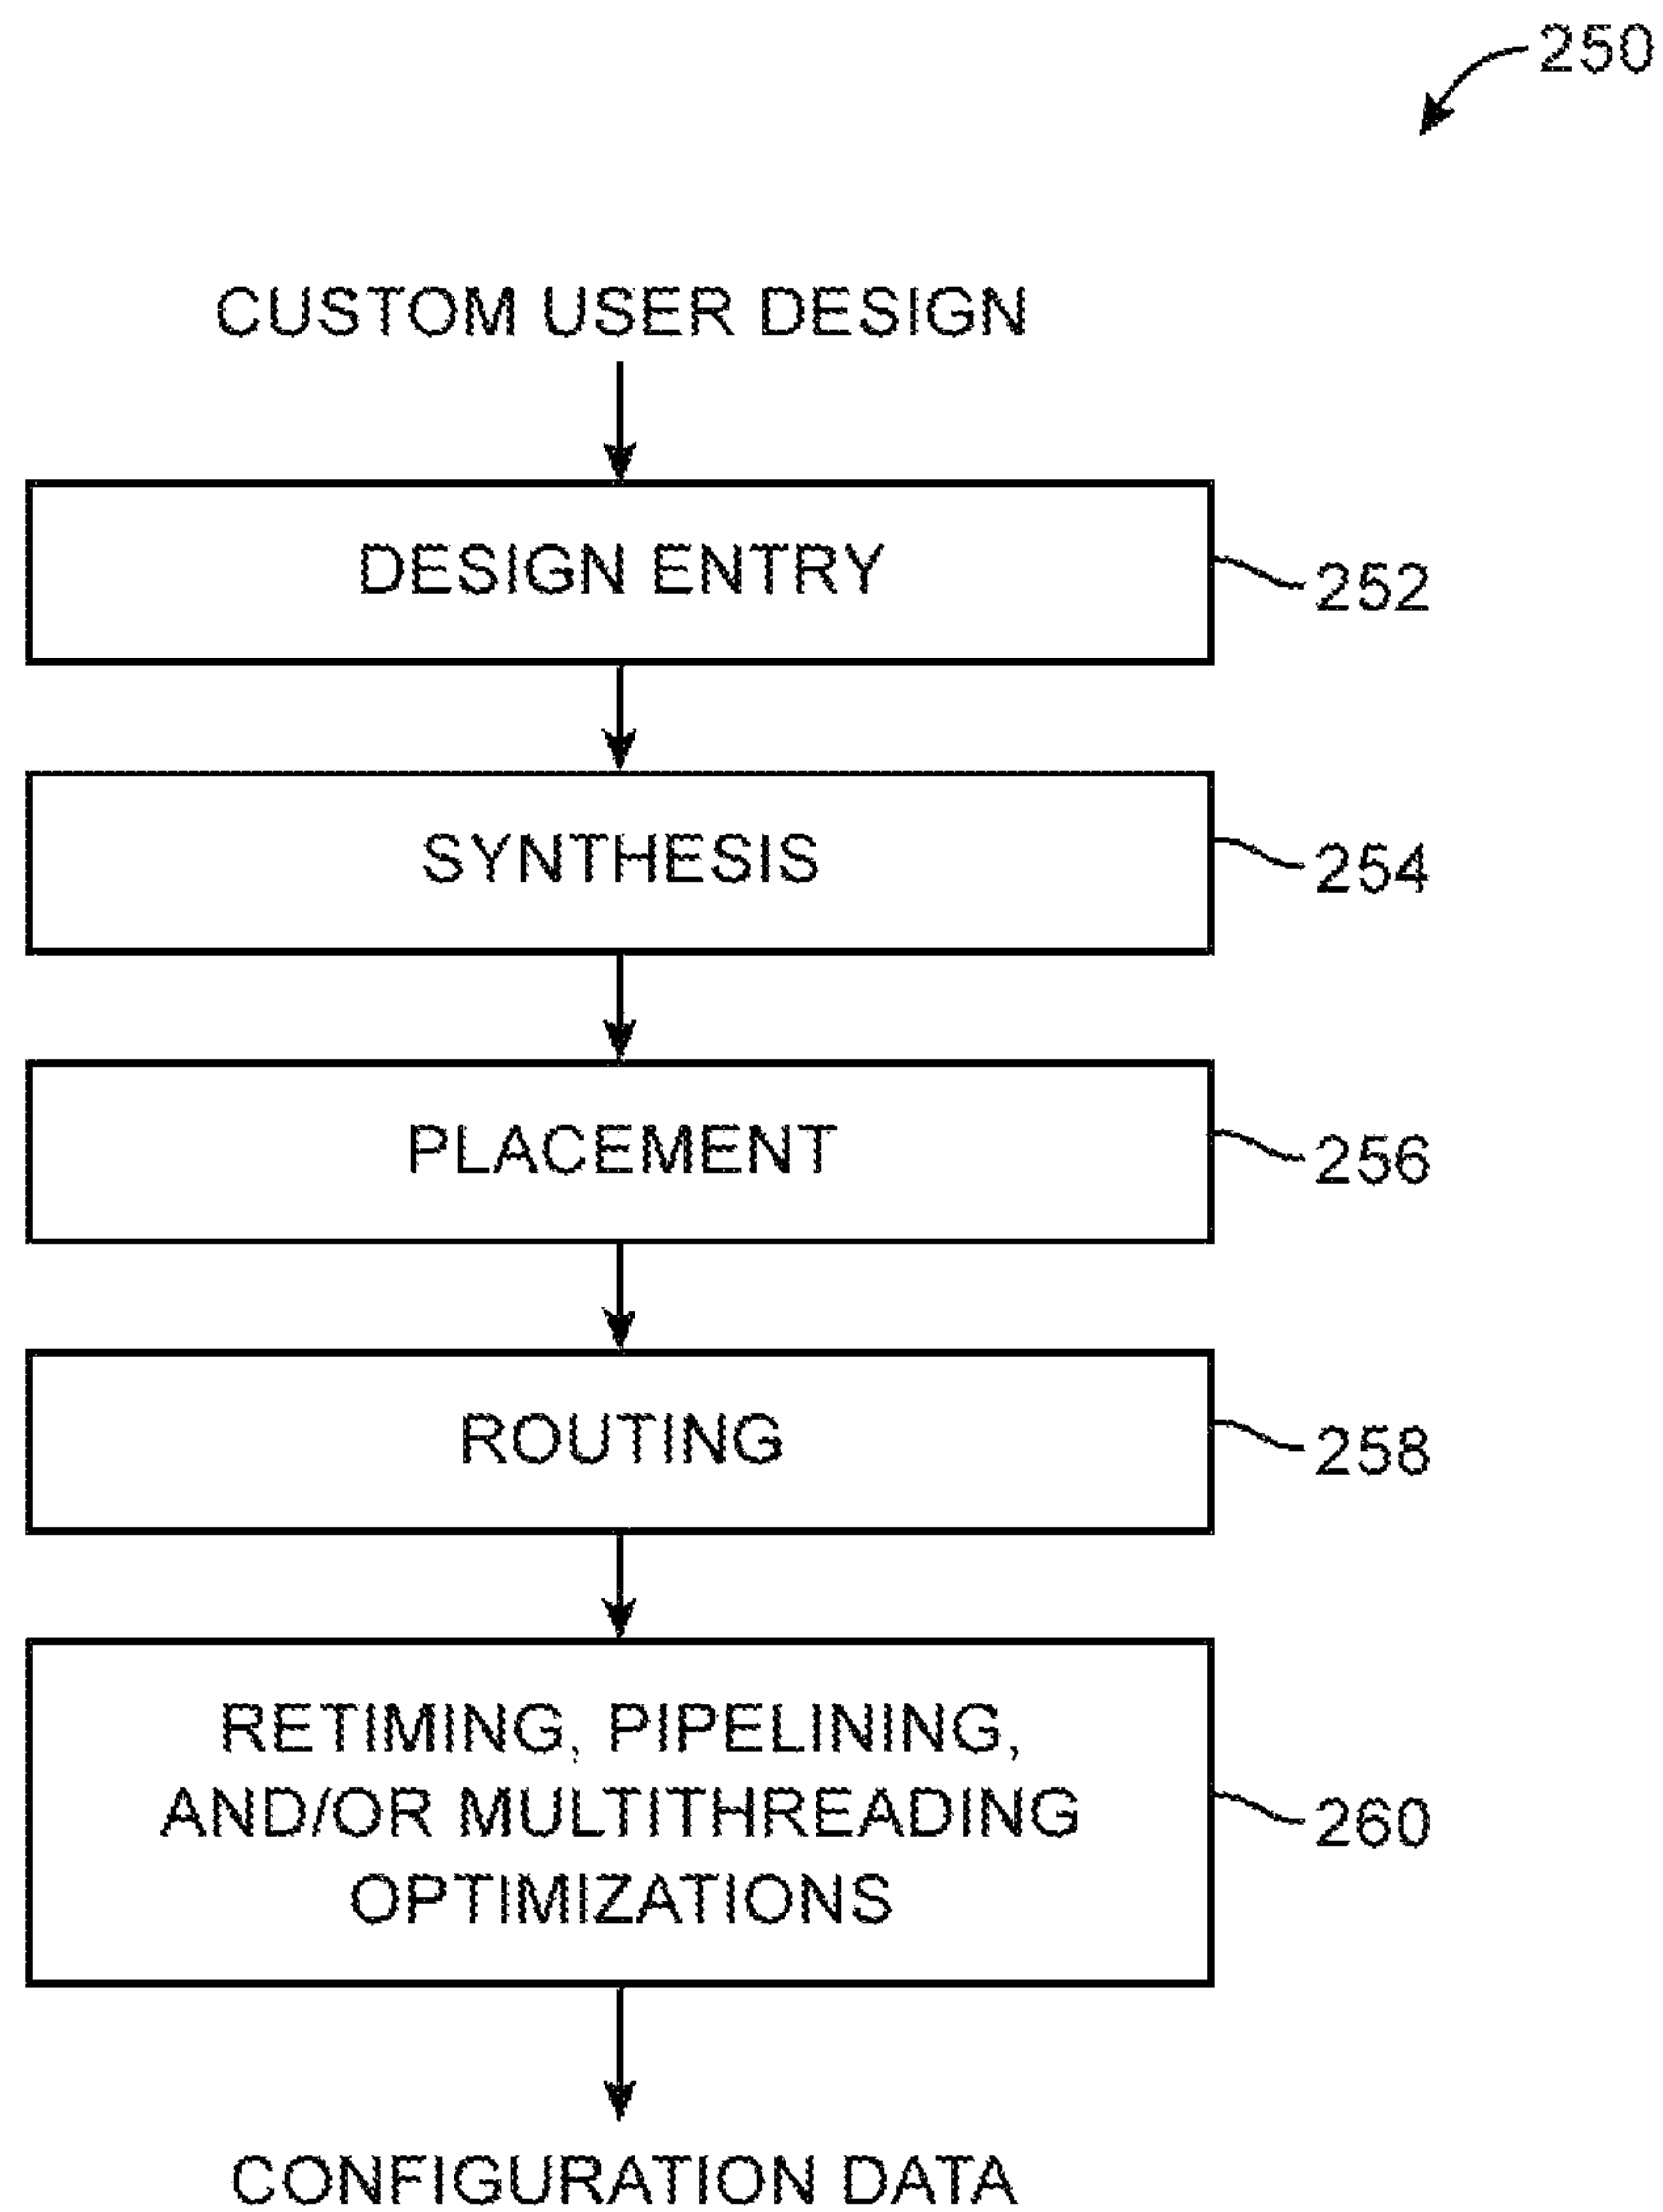 250
CUSTOM USER DESIGN
DESIGN ENTRY
252
SYNTHESIS
254
PLACEMENT
256
ROUTING
258
RETIMING, PIPELINING,
AND/OR MULTITHREADING
OPTIMIZATIONS
260
CONFIGURATION DATA